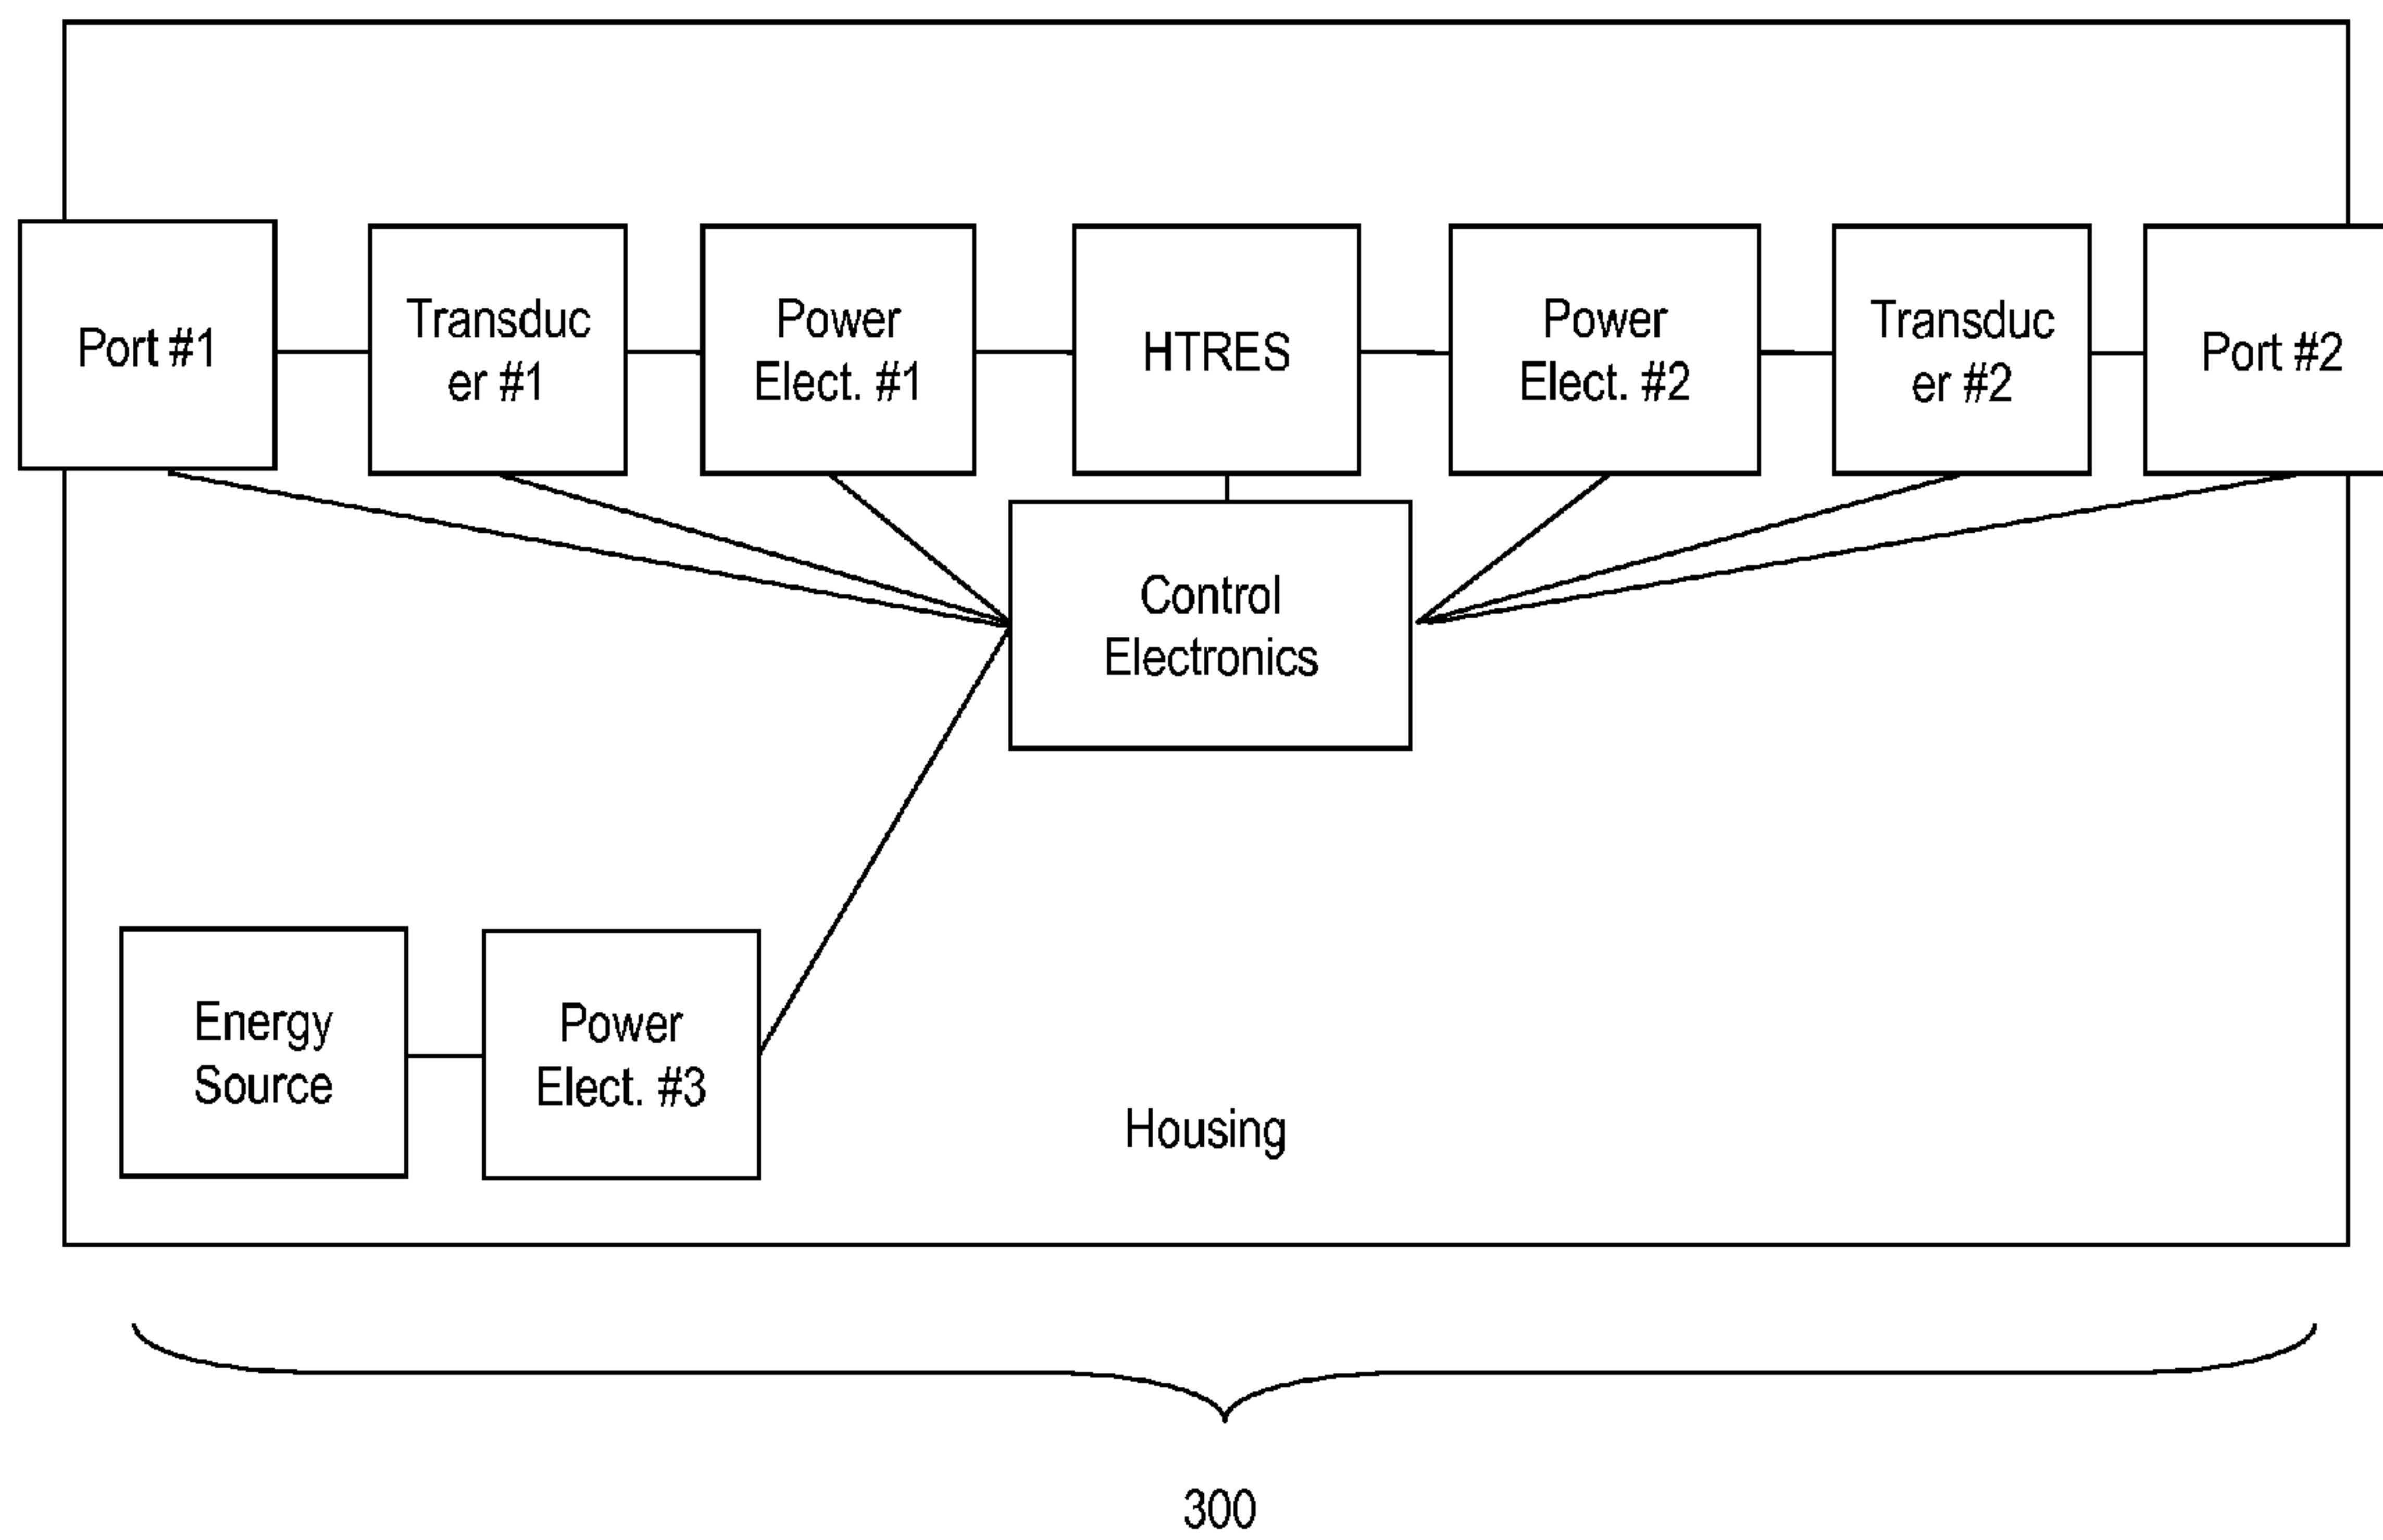 Port #1
Transduc
er #1
Power
Elect. #1
HTRES
Power
Elect. #2
Transduc
er #2
Port #2
Control
Electronics
Energy
Source
Power
Elect. #3
Housing
300